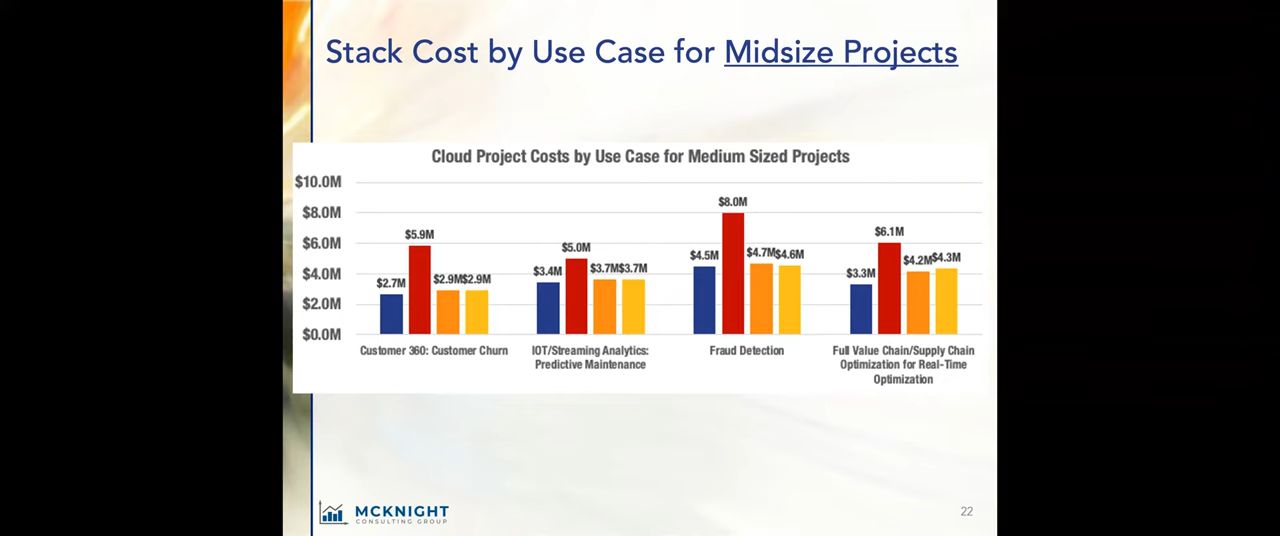 Stack Cost by Use Case for Midsize Projects
Cloud Project Costs by Use Case for Medium Sized Projects
$10.0M
$8.0M
$6.0M
$4.0M
$2.0M
$0.0M
$2.7M
$5.9M
$2.9M
$2.9M
$3.4M
$5.0M
$3.7M
$3.7M
$4.5M
$8.0M
$4.7M
$4.6M
$3.3M
$6.1M
$4.2M
$4.3M
Customer 360: Customer Churn
IOT/Streaming Analytics:
Predictive Maintenance
Fraud Detection
Full Value Chain/Supply Chain
Optimization for Real-Time
Optimization
MCKNIGHT
CONSULTING GROUP
22